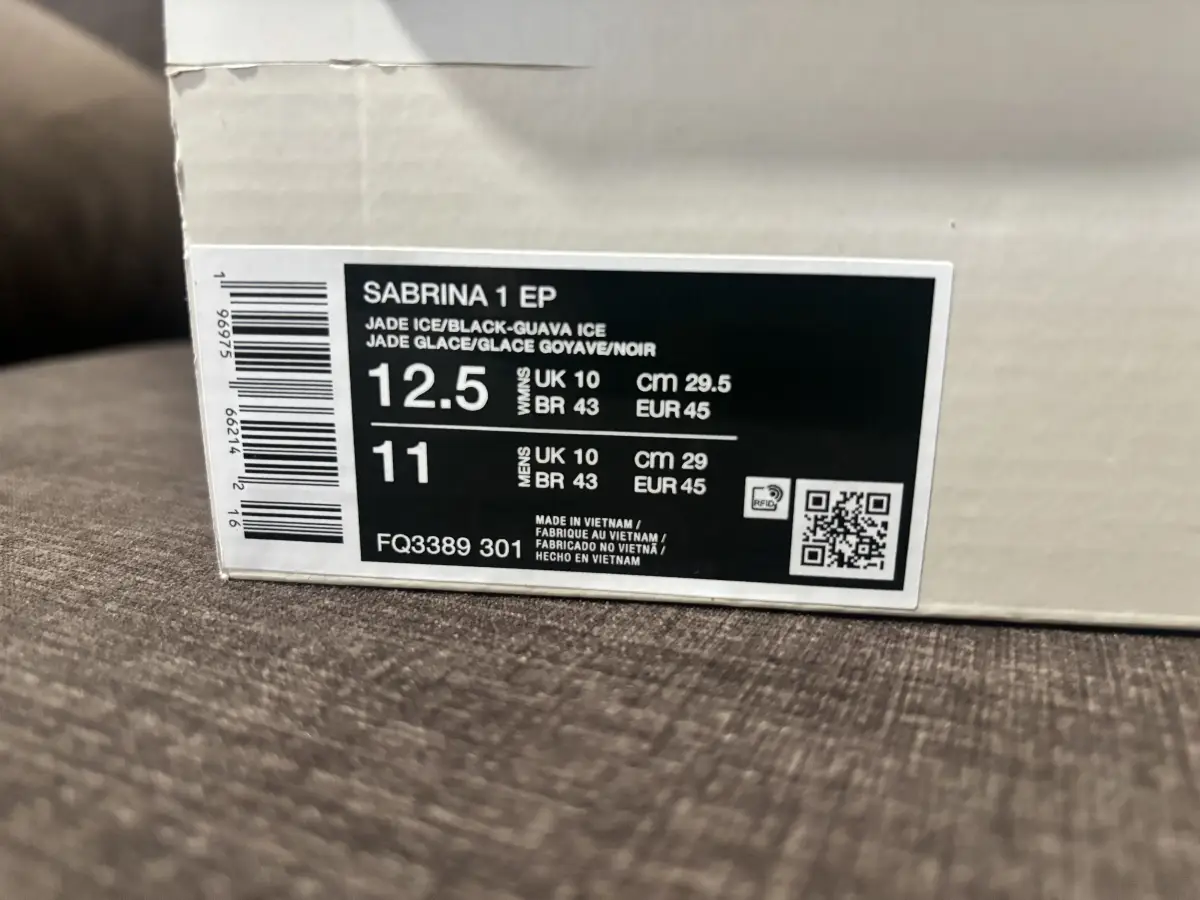 SABRINA 1 EP
JADE ICE/BLACK-GUAVA ICE
JADE GLACE/GLACE GOYAVE/NOIR
12.5 WMNS UK 10 cm 29.5
BR 43 EUR 45
11 MENS UK 10 cm 29
BR 43 EUR 45
FQ3389 301
MADE IN VIETNAM /
FABRIQUE AU VIETNAM /
FABRICADO NO VIETNÃ /
HECHO EN VIETNAM
RFID
1 96975 66214 2 16